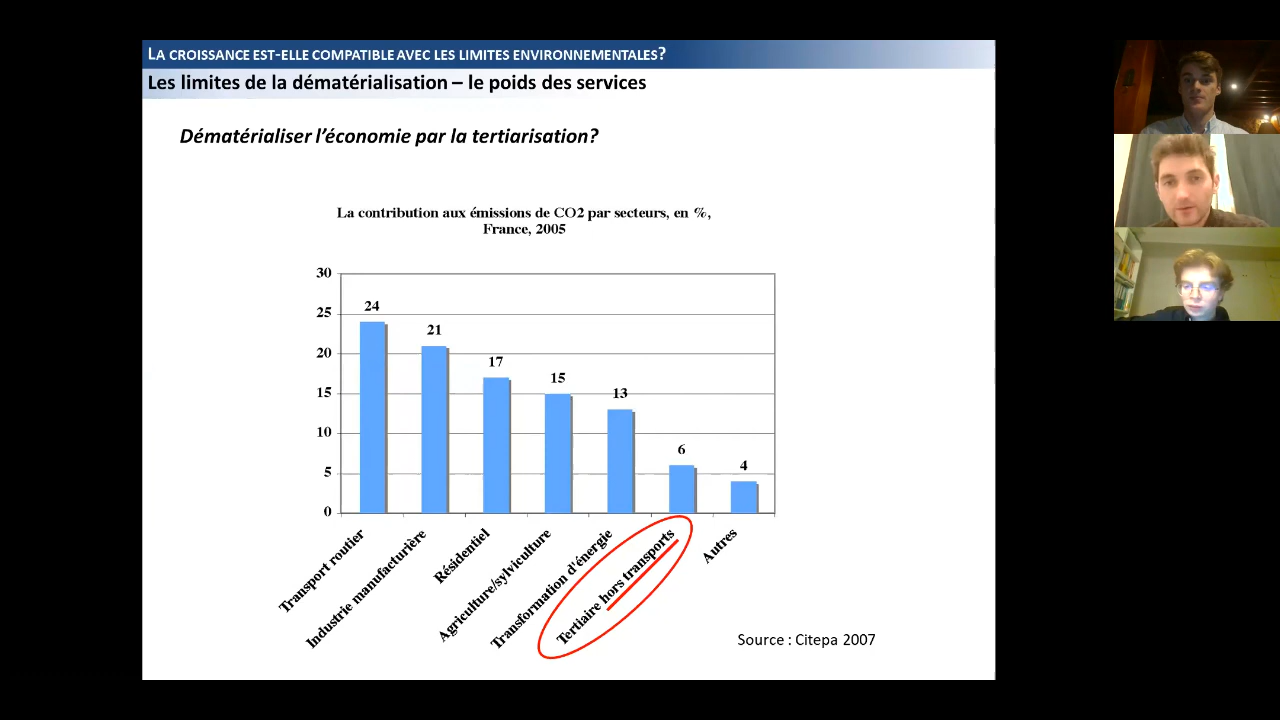 LA CROISSANCE EST-ELLE COMPATIBLE AVEC LES LIMITES ENVIRONNEMENTALES?
Les limites de la dématérialisation – le poids des services
Dématérialiser l'économie par la tertiarisation?
La contribution aux émissions de CO2 par secteurs, en %,
France, 2005
30
25
20
15
10
5
0
24
21
17
15
13
6
4
Transport routier
Industrie manufacturière
Résidentiel
Agriculture/sylviculture
Transformation d'énergie
Tertiaire hors transports
Autres
Source : Citepa 2007